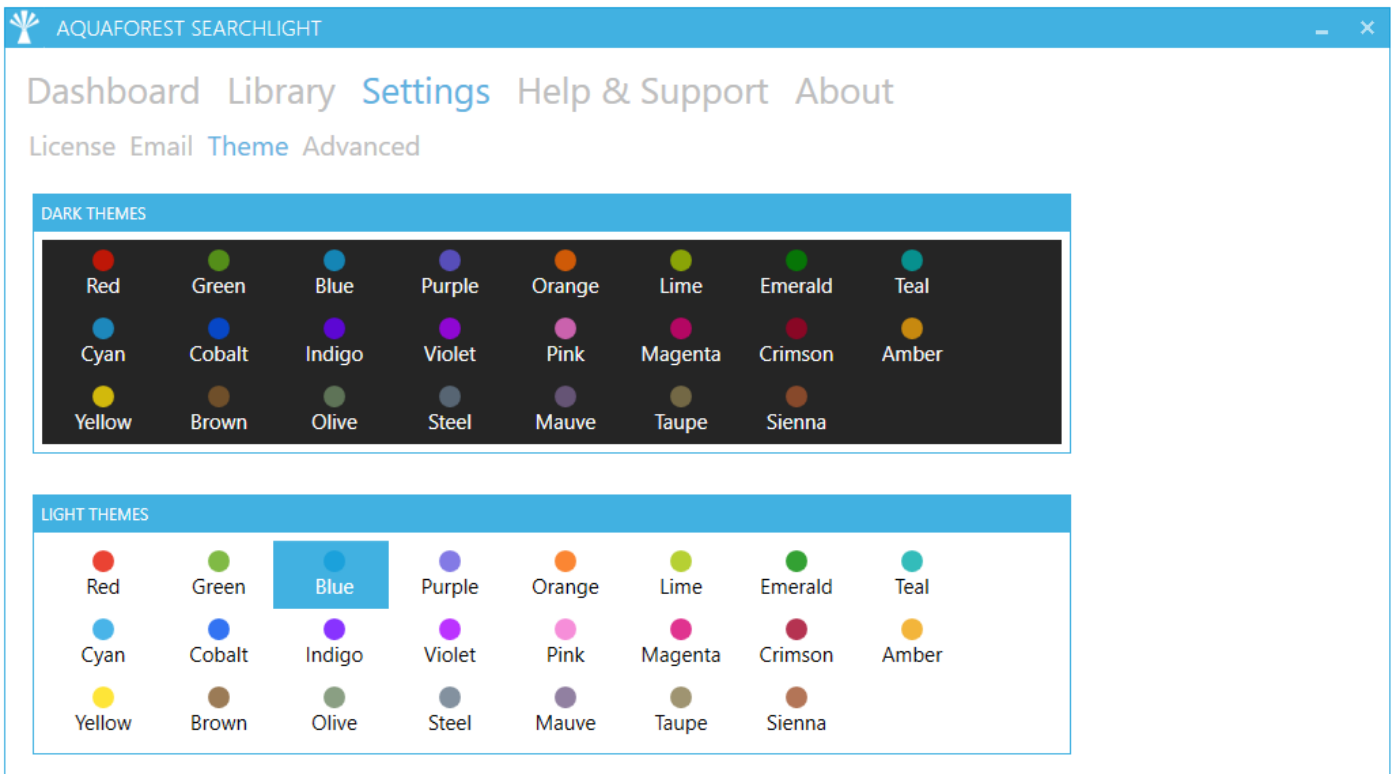 AQUAFOREST SEARCHLIGHT
Dashboard Library Settings Help & Support About
License Email Theme Advanced
DARK THEMES
Red Green Blue Purple Orange Lime Emerald Teal
Cyan Cobalt Indigo Violet Pink Magenta Crimson Amber
Yellow Brown Olive Steel Mauve Taupe Sienna
LIGHT THEMES
Red Green Blue Purple Orange Lime Emerald Teal
Cyan Cobalt Indigo Violet Pink Magenta Crimson Amber
Yellow Brown Olive Steel Mauve Taupe Sienna